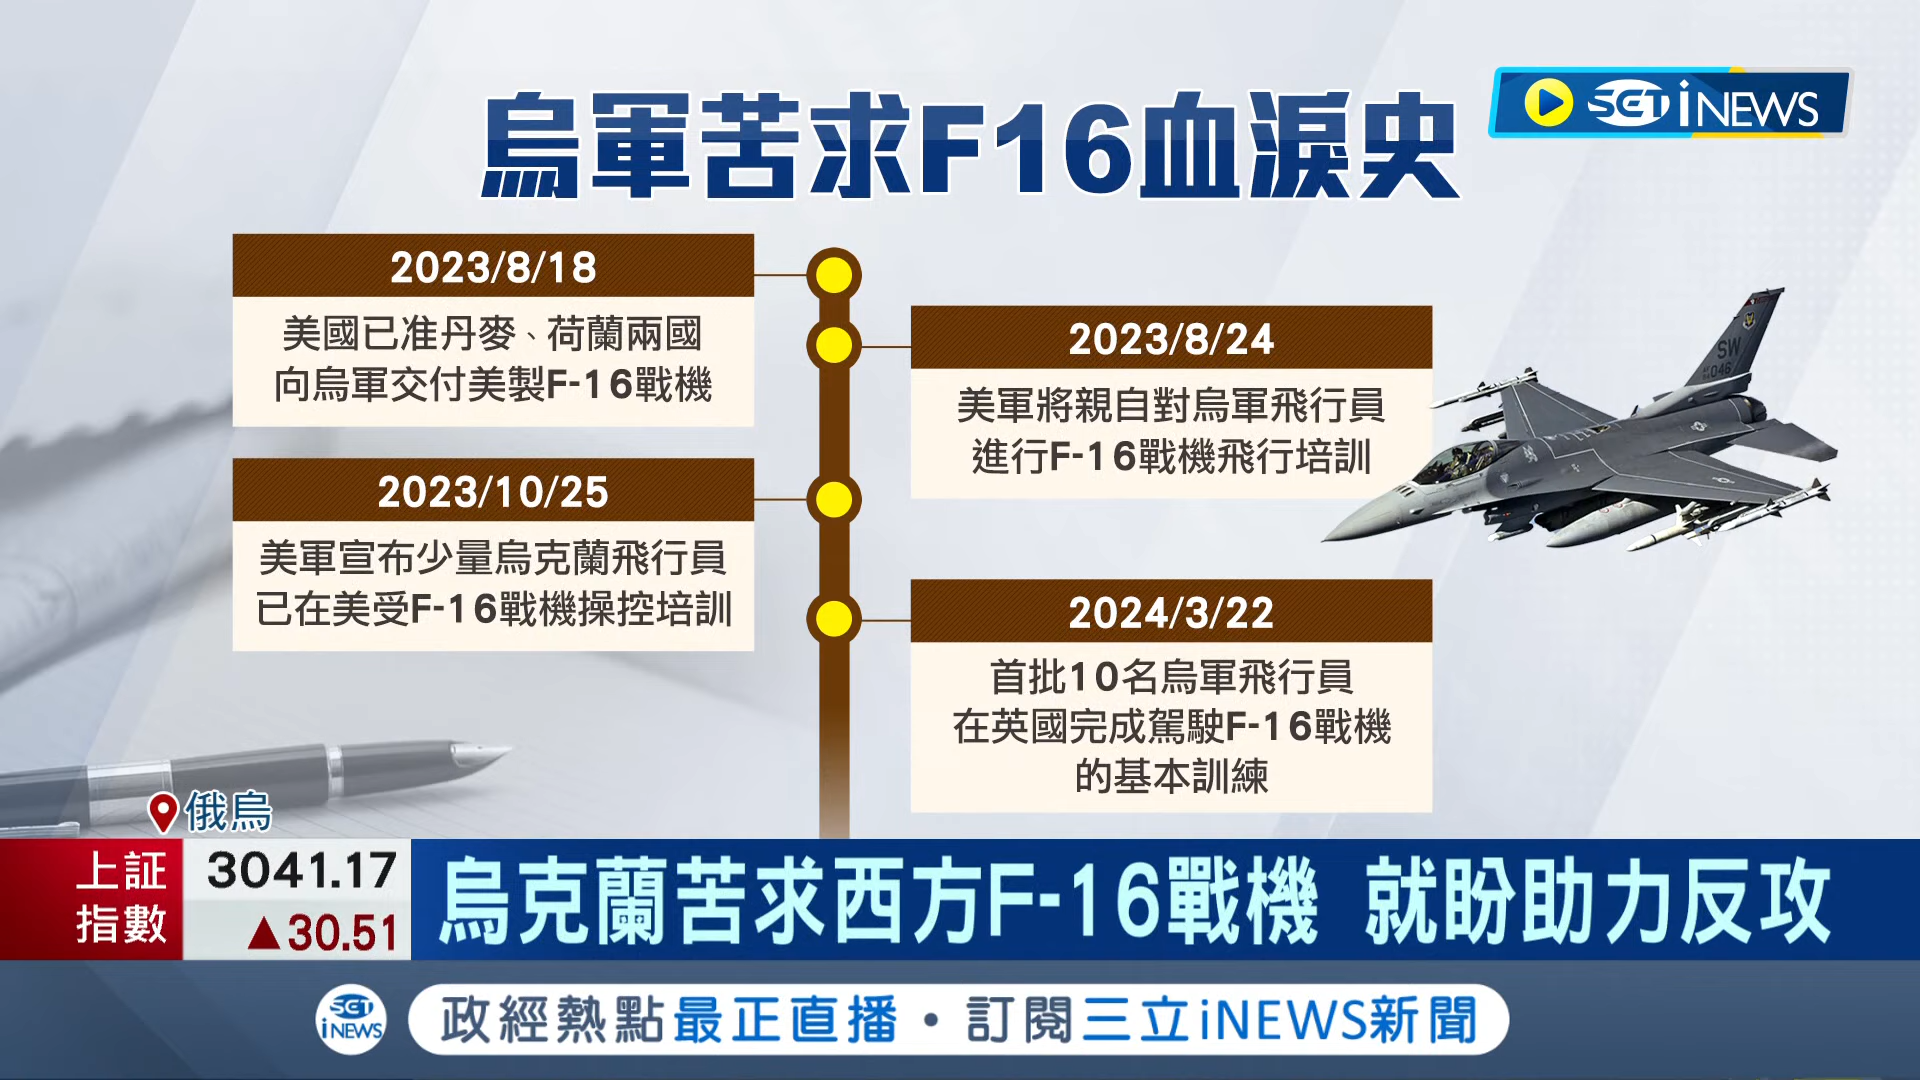 烏軍苦求F16血淚史
SET iNEWS
2023/8/18
美國已准丹麥、荷蘭兩國
向烏軍交付美製F-16戰機
2023/8/24
美軍將親自對烏軍飛行員
進行F-16戰機飛行培訓
SW
AF 046
2023/10/25
美軍宣布少量烏克蘭飛行員
已在美受F-16戰機操控培訓
2024/3/22
首批10名烏軍飛行員
在英國完成駕駛F-16戰機
的基本訓練
俄烏
上証
指數
3041.17
▲30.51
烏克蘭苦求西方F-16戰機 就盼助力反攻
SET
iNEWS
政經熱點最正直播・訂閱三立iNEWS新聞